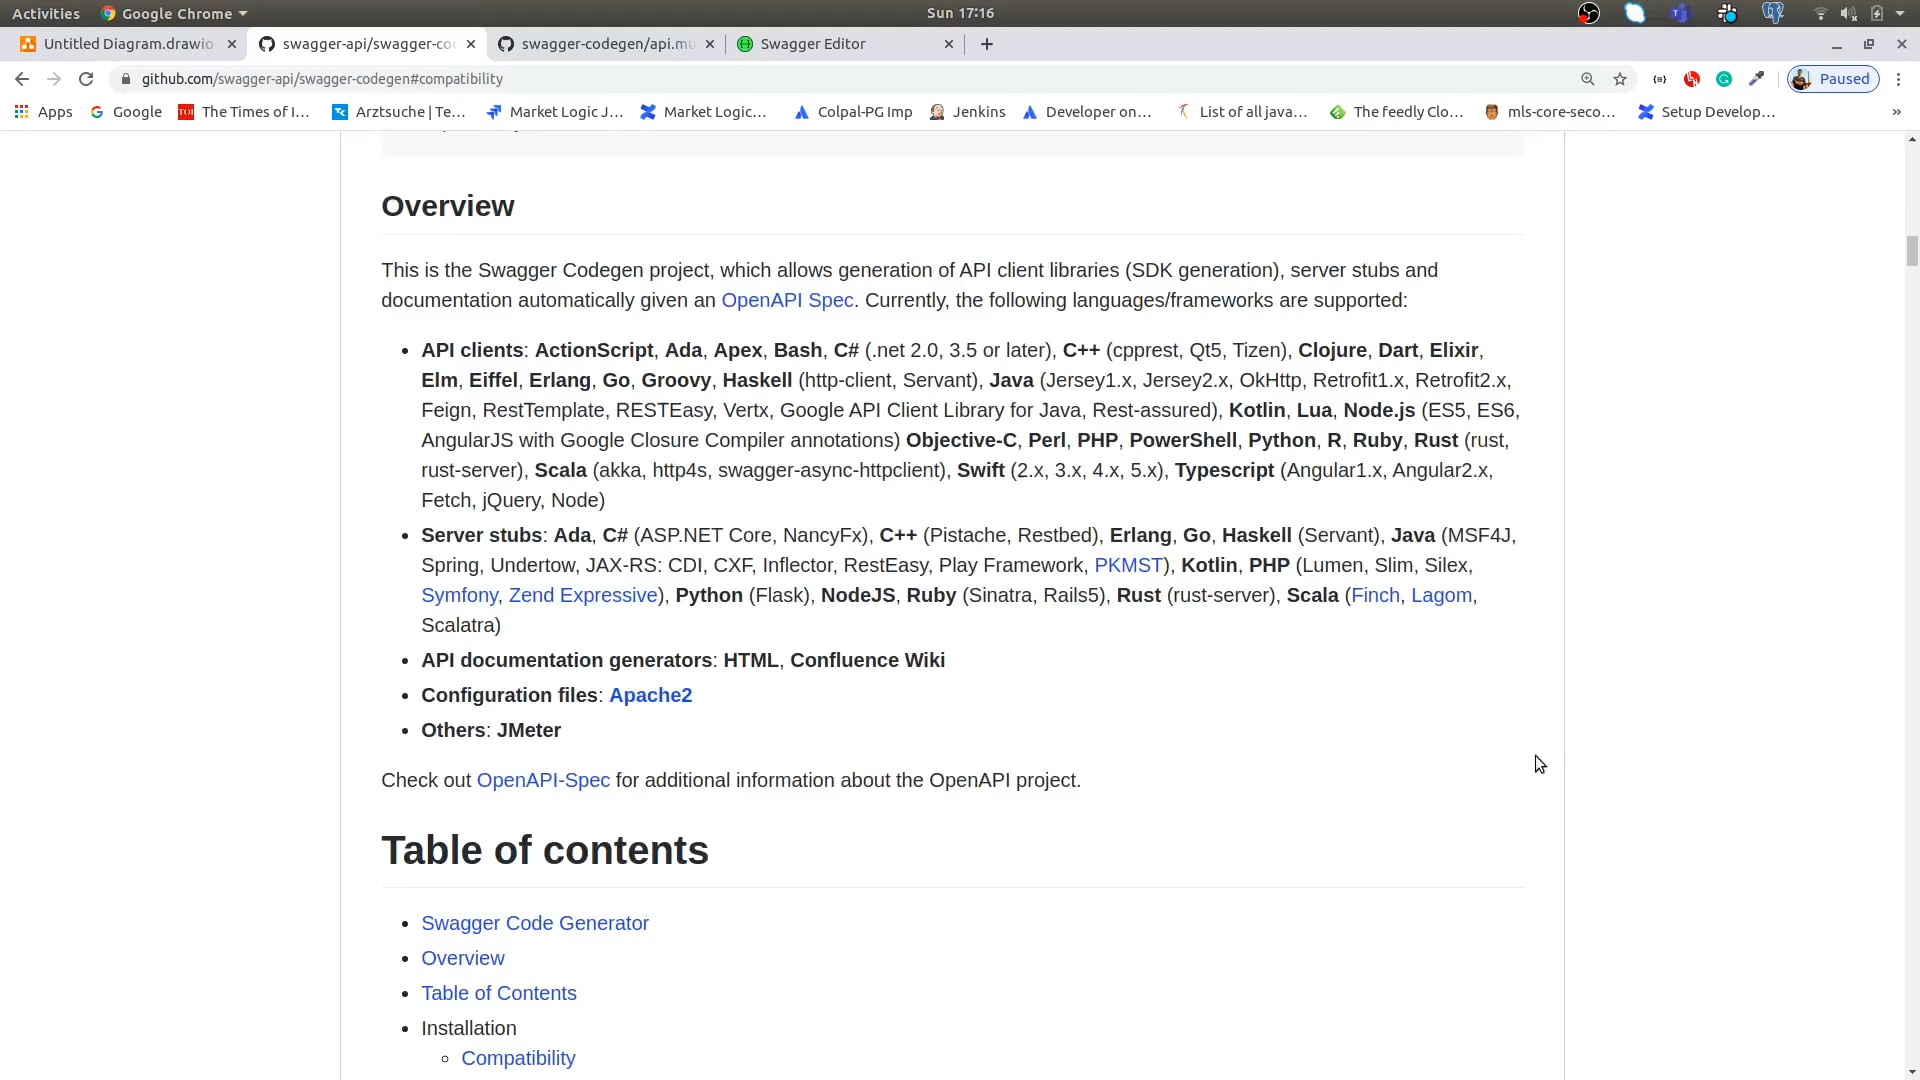 Activities Google Chrome Sun 17:16
Untitled Diagram.drawio swagger-api/swagger-co swagger-codegen/api.mu Swagger Editor
github.com/swagger-api/swagger-codegen#compatibility Paused
Apps Google The Times of I... Arztsuche | Te... Market Logic J... Market Logic... Colpal-PG Imp Jenkins Developer on... List of all java... The feedly Clo... mls-core-seco... Setup Develop... »
Overview
This is the Swagger Codegen project, which allows generation of API client libraries (SDK generation), server stubs and
documentation automatically given an OpenAPI Spec. Currently, the following languages/frameworks are supported:
• API clients: ActionScript, Ada, Apex, Bash, C# (.net 2.0, 3.5 or later), C++ (cpprest, Qt5, Tizen), Clojure, Dart, Elixir,
Elm, Eiffel, Erlang, Go, Groovy, Haskell (http-client, Servant), Java (Jersey1.x, Jersey2.x, OkHttp, Retrofit1.x, Retrofit2.x,
Feign, RestTemplate, RESTEasy, Vertx, Google API Client Library for Java, Rest-assured), Kotlin, Lua, Node.js (ES5, ES6,
AngularJS with Google Closure Compiler annotations) Objective-C, Perl, PHP, PowerShell, Python, R, Ruby, Rust (rust,
rust-server), Scala (akka, http4s, swagger-async-httpclient), Swift (2.x, 3.x, 4.x, 5.x), Typescript (Angular1.x, Angular2.x,
Fetch, jQuery, Node)
• Server stubs: Ada, C# (ASP.NET Core, NancyFx), C++ (Pistache, Restbed), Erlang, Go, Haskell (Servant), Java (MSF4J,
Spring, Undertow, JAX-RS: CDI, CXF, Inflector, RestEasy, Play Framework, PKMST), Kotlin, PHP (Lumen, Slim, Silex,
Symfony, Zend Expressive), Python (Flask), NodeJS, Ruby (Sinatra, Rails5), Rust (rust-server), Scala (Finch, Lagom,
Scalatra)
• API documentation generators: HTML, Confluence Wiki
• Configuration files: Apache2
• Others: JMeter
Check out OpenAPI-Spec for additional information about the OpenAPI project.
Table of contents
• Swagger Code Generator
• Overview
• Table of Contents
• Installation
◦ Compatibility